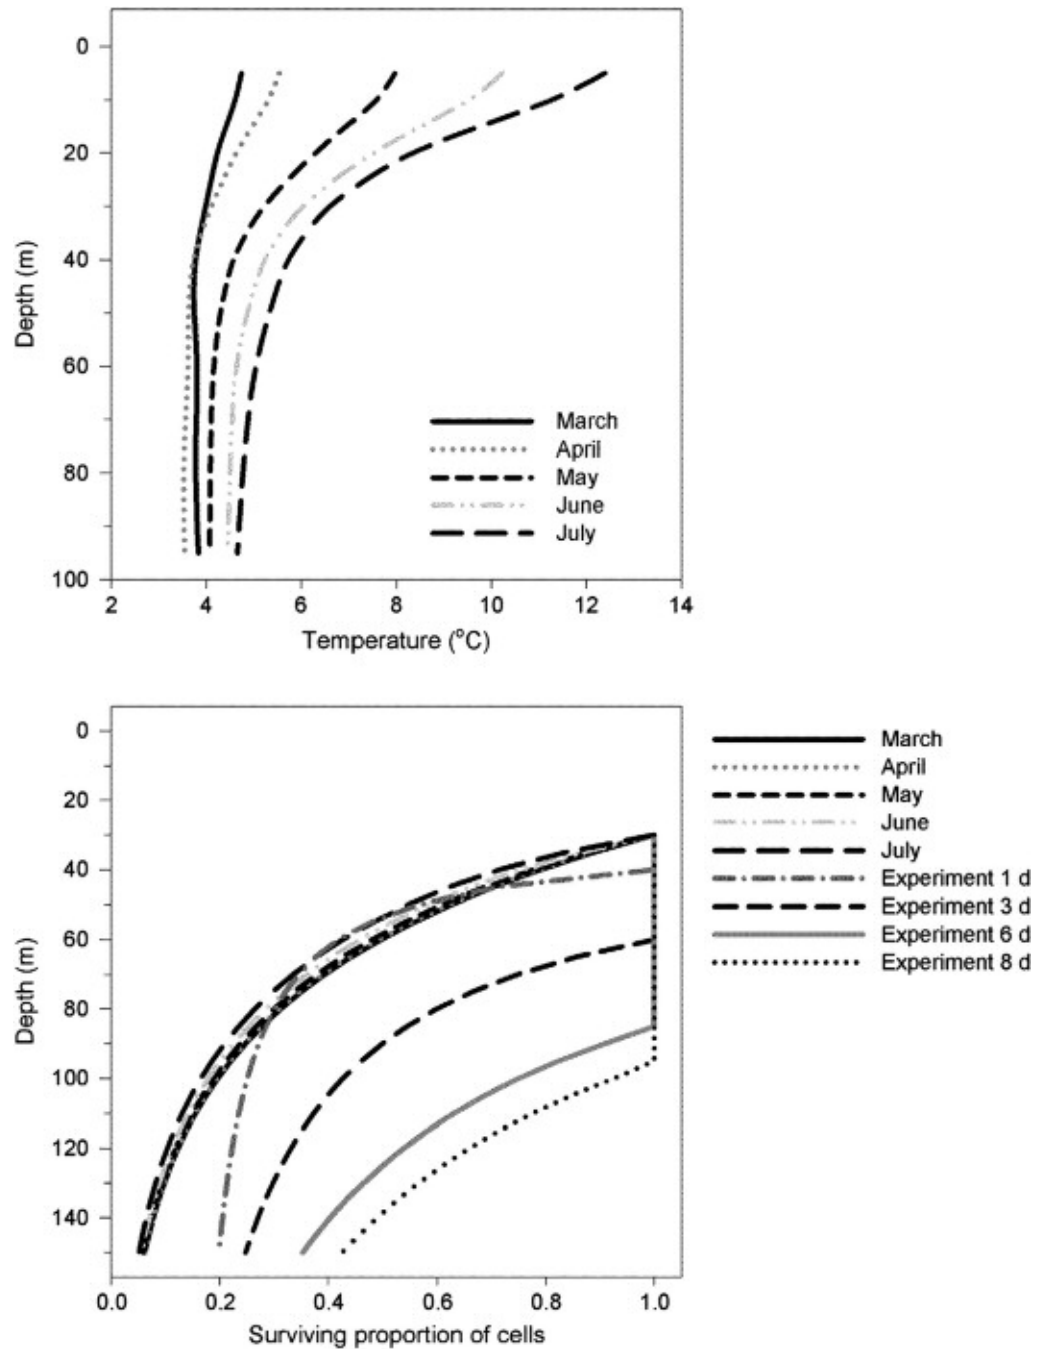 0
20
40
60
80
100
Depth (m)
March
April
May
June
July
2 4 6 8 10 12 14
Temperature (°C)
0
20
40
60
80
100
120
140
Depth (m)
0.0 0.2 0.4 0.6 0.8 1.0
Surviving proportion of cells
March
April
May
June
July
Experiment 1 d
Experiment 3 d
Experiment 6 d
Experiment 8 d